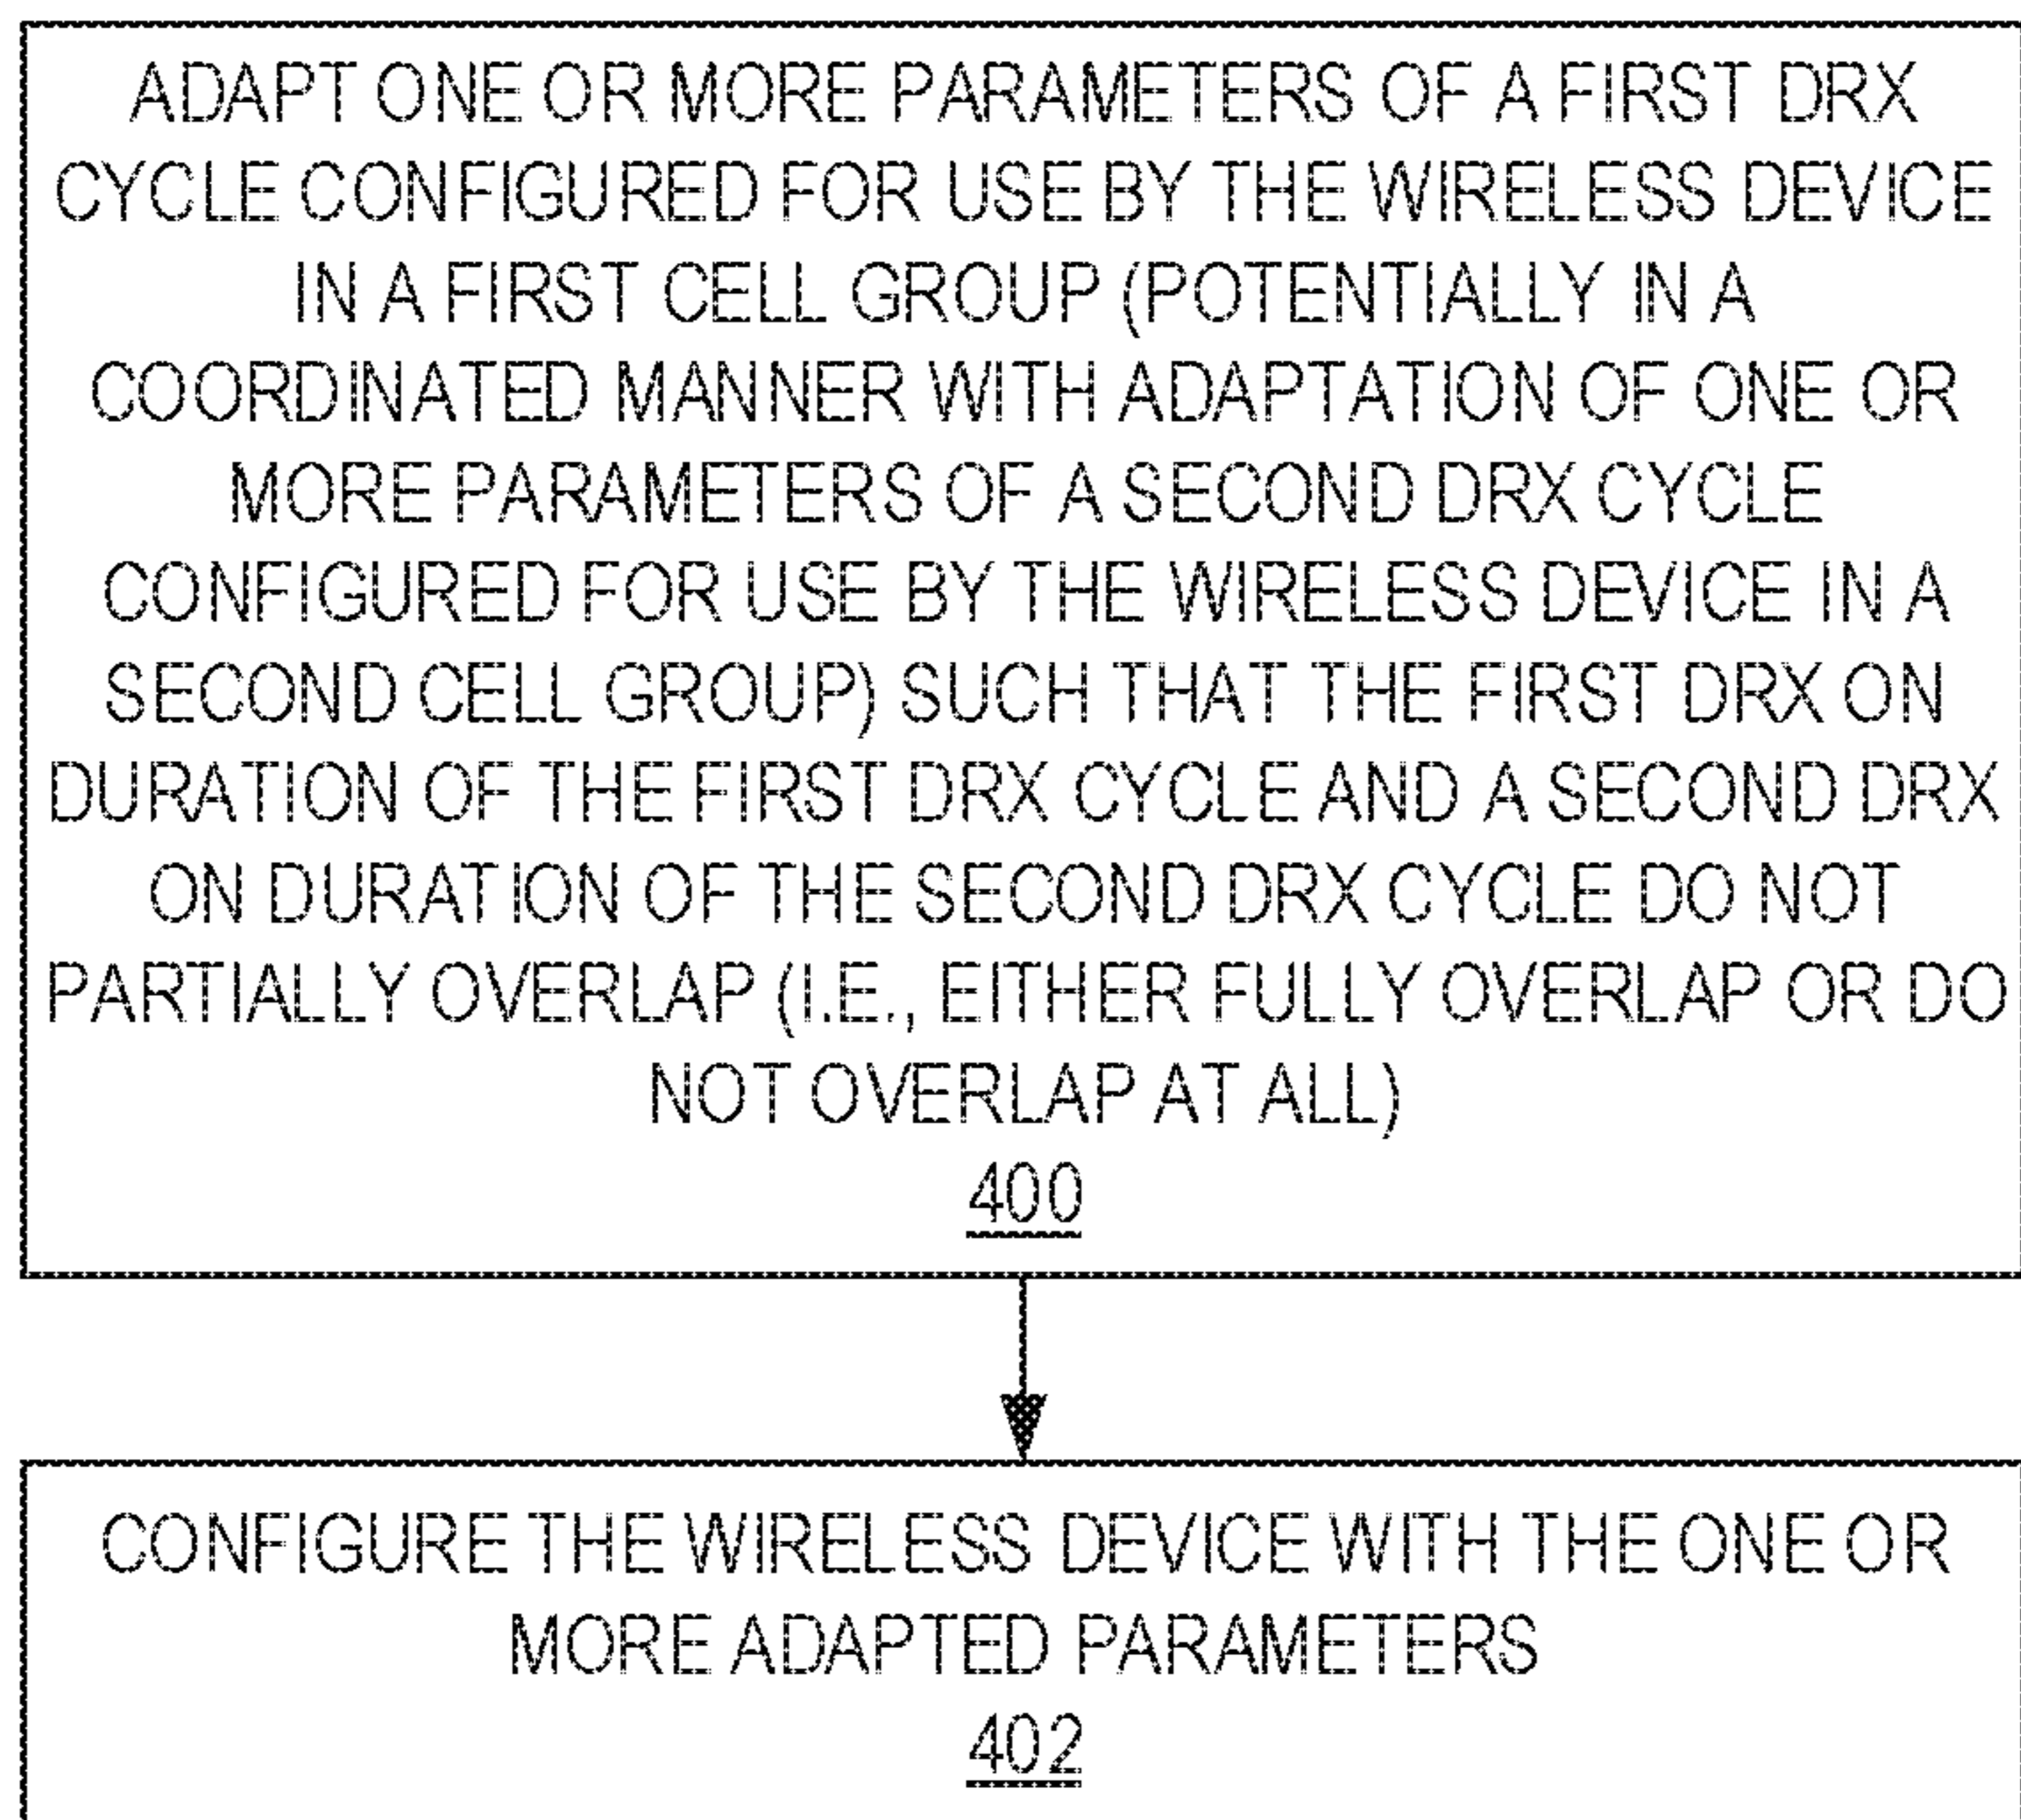 ADAPT ONE OR MORE PARAMETERS OF A FIRST DRX
CYCLE CONFIGURED FOR USE BY THE WIRELESS DEVICE
IN A FIRST CELL GROUP (POTENTIALLY IN A
COORDINATED MANNER WITH ADAPTATION OF ONE OR
MORE PARAMETERS OF A SECOND DRX CYCLE
CONFIGURED FOR USE BY THE WIRELESS DEVICE IN A
SECOND CELL GROUP) SUCH THAT THE FIRST DRX ON
DURATION OF THE FIRST DRX CYCLE AND A SECOND DRX
ON DURATION OF THE SECOND DRX CYCLE DO NOT
PARTIALLY OVERLAP (I.E., EITHER FULLY OVERLAP OR DO
NOT OVERLAP AT ALL)
400
CONFIGURE THE WIRELESS DEVICE WITH THE ONE OR
MORE ADAPTED PARAMETERS
402